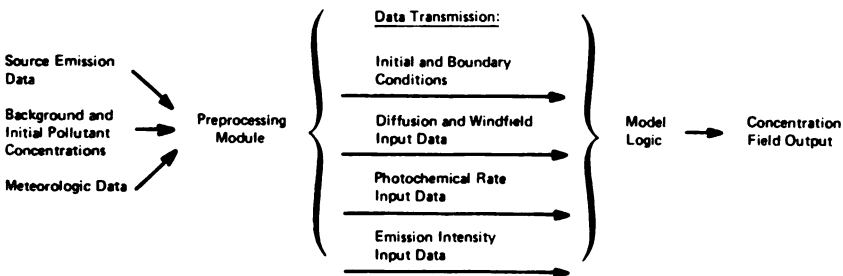 Source Emission
Data
Background and
Initial Pollutant
Concentrations
Meteorologic Data
Preprocessing
Module
Data Transmission:
Initial and Boundary
Conditions
Diffusion and Windfield
Input Data
Photochemical Rate
Input Data
Emission Intensity
Input Data
Model
Logic
Concentration
Field Output